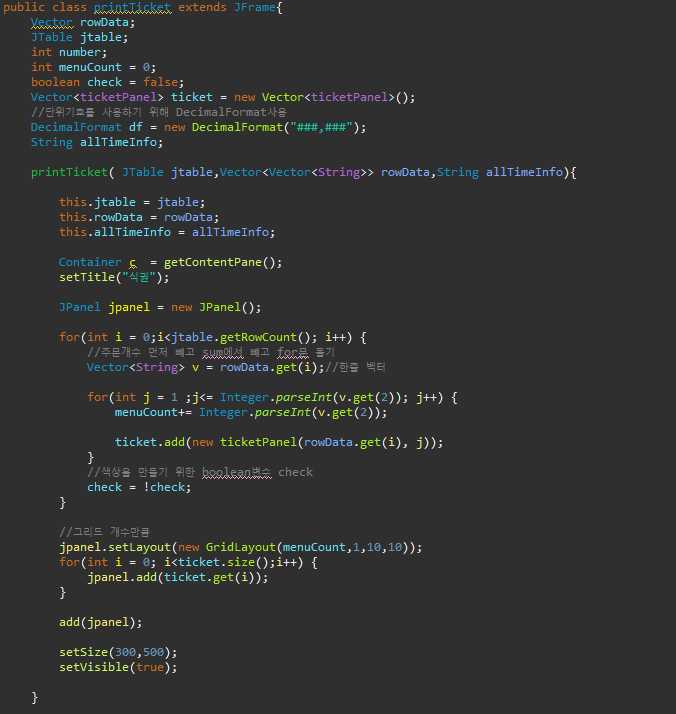 public class printTicket extends JFrame{
    Vector rowData;
    JTable jtable;
    int number;
    int menuCount = 0;
    boolean check = false;
    Vector<ticketPanel> ticket = new Vector<ticketPanel>();
    //단위기호를 사용하기 위해 DecimalFormat사용
    DecimalFormat df = new DecimalFormat("###,###");
    String allTimeInfo;

    printTicket( JTable jtable,Vector<Vector<String>> rowData,String allTimeInfo){

        this.jtable = jtable;
        this.rowData = rowData;
        this.allTimeInfo = allTimeInfo;

        Container c  = getContentPane();
        setTitle("식권");

        JPanel jpanel = new JPanel();

        for(int i = 0;i<jtable.getRowCount(); i++) {
            //주문개수 먼저 빼고 sum에서 빼고 for문 돌기
            Vector<String> v = rowData.get(i);//한줄 벡터

            for(int j = 1 ;j<= Integer.parseInt(v.get(2)); j++) {
                menuCount+= Integer.parseInt(v.get(2));

                ticket.add(new ticketPanel(rowData.get(i), j));
            }
            //색상을 만들기 위한 boolean변수 check
            check = !check;
        }

        //그리드 개수만큼
        jpanel.setLayout(new GridLayout(menuCount,1,10,10));
        for(int i = 0; i<ticket.size();i++) {
            jpanel.add(ticket.get(i));
        }

        add(jpanel);

        setSize(300,500);
        setVisible(true);

    }